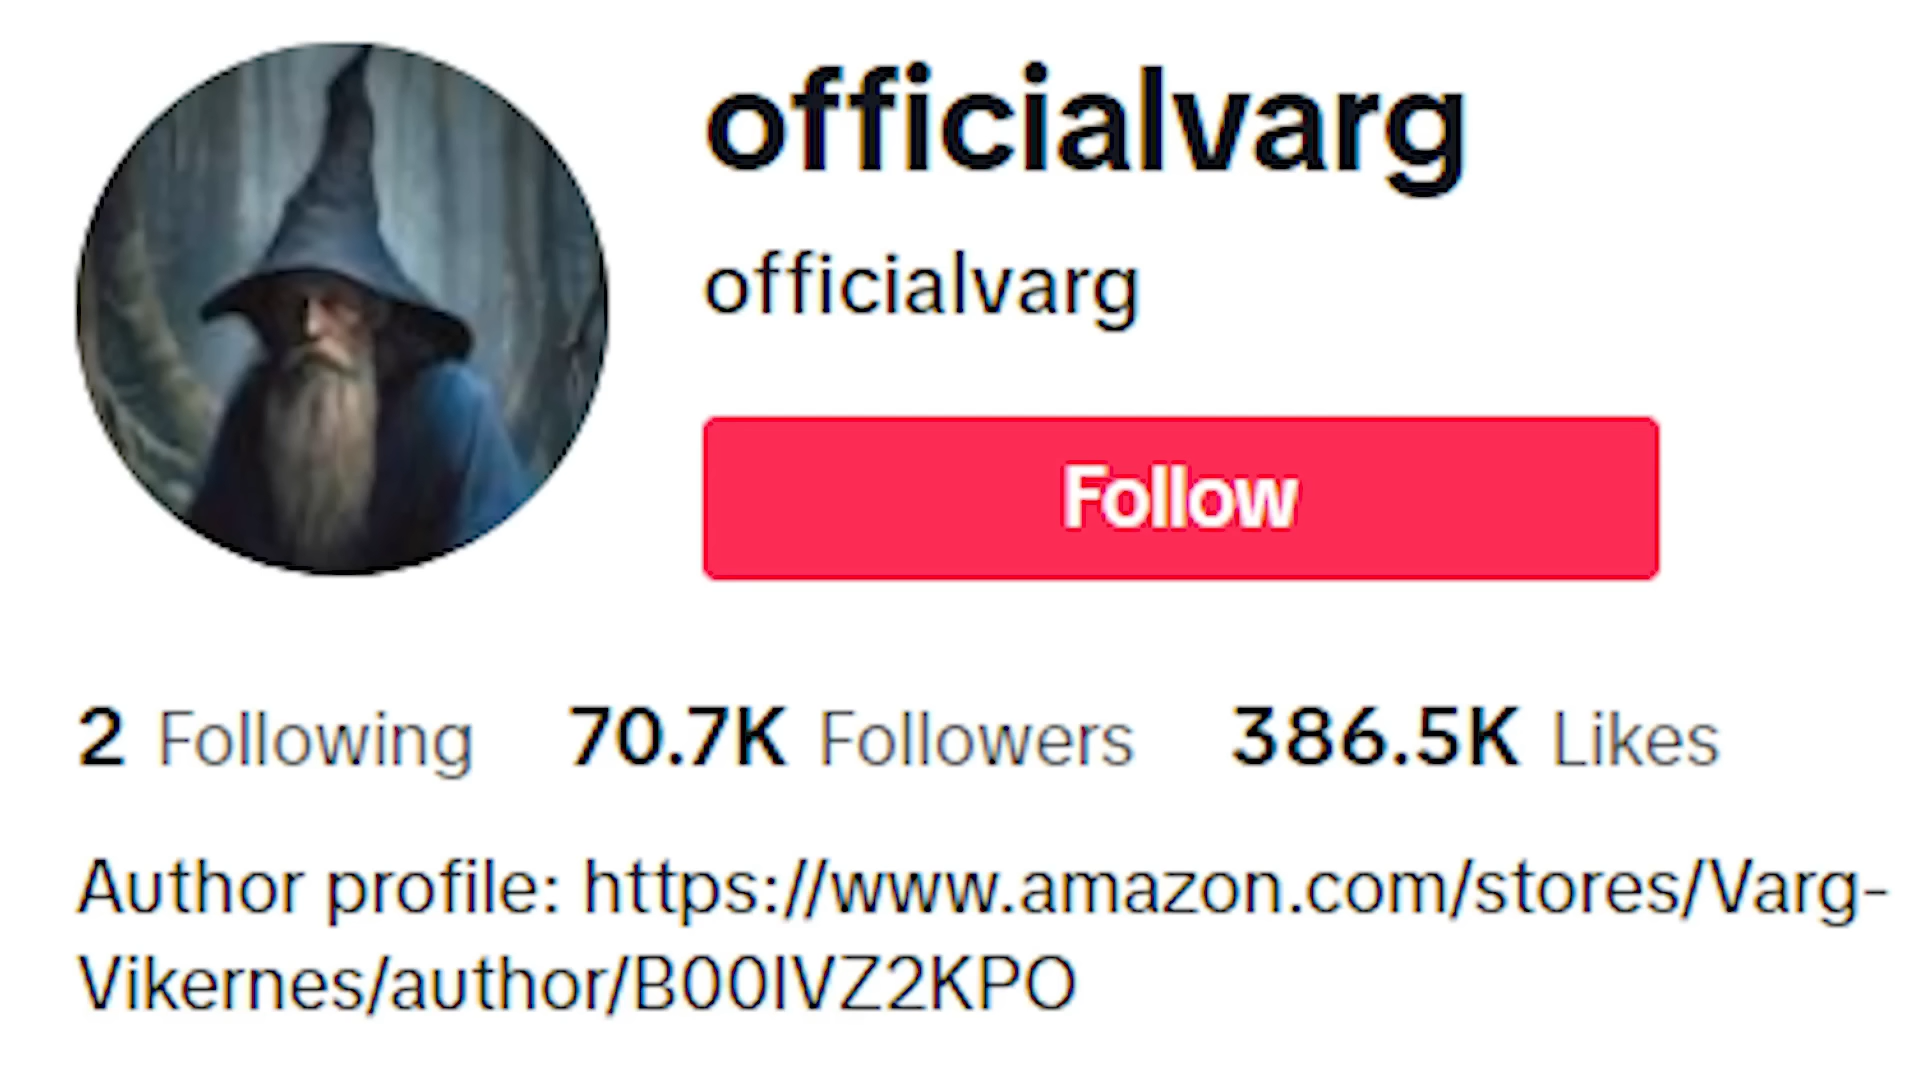 officialvarg
officialvarg
Follow
2 Following 70.7K Followers 386.5K Likes
Author profile: https://www.amazon.com/stores/Varg-
Vikernes/author/B00IVZ2KPO